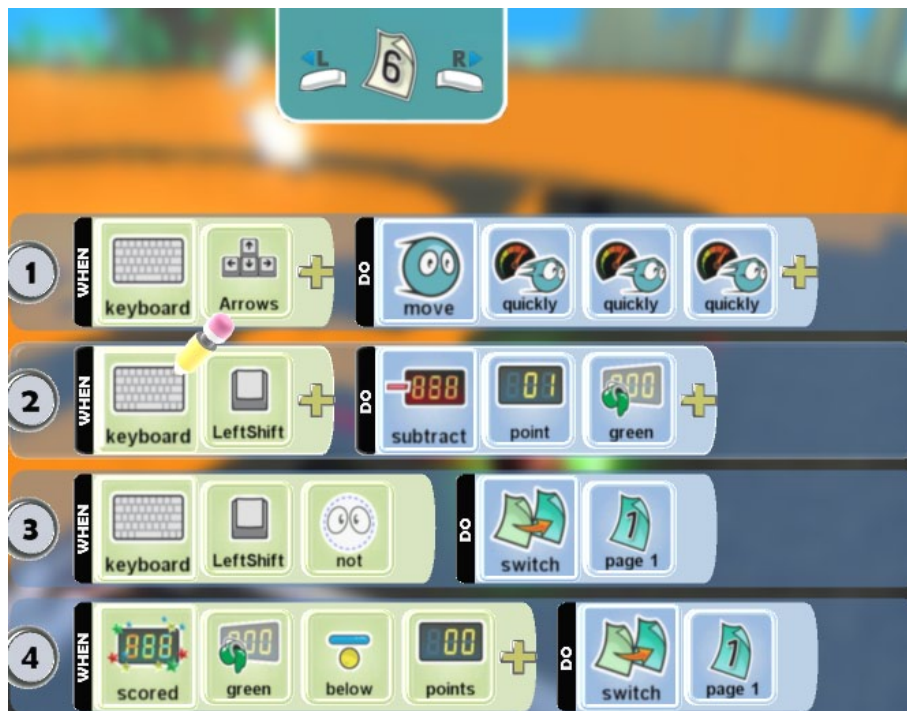 L 6 R
1 WHEN keyboard Arrows DO move quickly quickly quickly
2 WHEN keyboard LeftShift DO subtract 01 point green
3 WHEN keyboard LeftShift not DO switch 1 page 1
4 WHEN scored green below 00 points DO switch 1 page 1